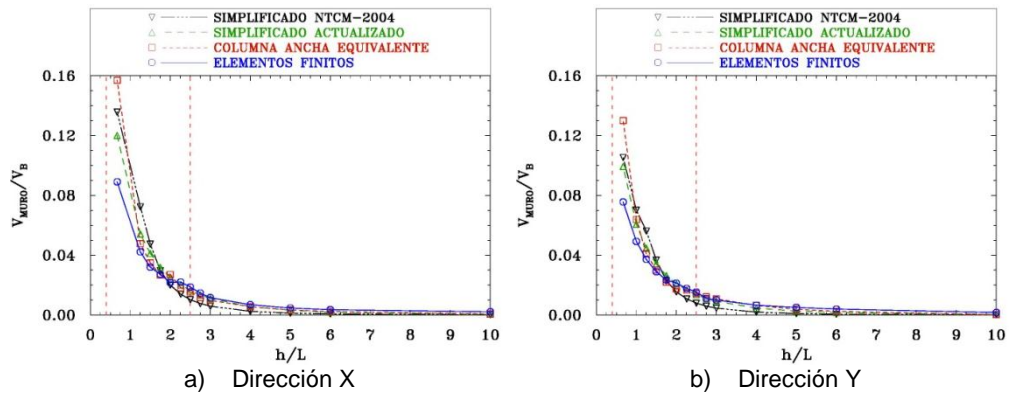 SIMPLIFICADO NTCM-2004
SIMPLIFICADO ACTUALIZADO
COLUMNA ANCHA EQUIVALENTE
ELEMENTOS FINITOS
0.16
0.12
0.08
0.04
0.00
V_MURO/V_B
0 1 2 3 4 5 6 7 8 9 10
h/L
a) Dirección X
SIMPLIFICADO NTCM-2004
SIMPLIFICADO ACTUALIZADO
COLUMNA ANCHA EQUIVALENTE
ELEMENTOS FINITOS
0.16
0.12
0.08
0.04
0.00
V_MURO/V_B
0 1 2 3 4 5 6 7 8 9 10
h/L
b) Dirección Y